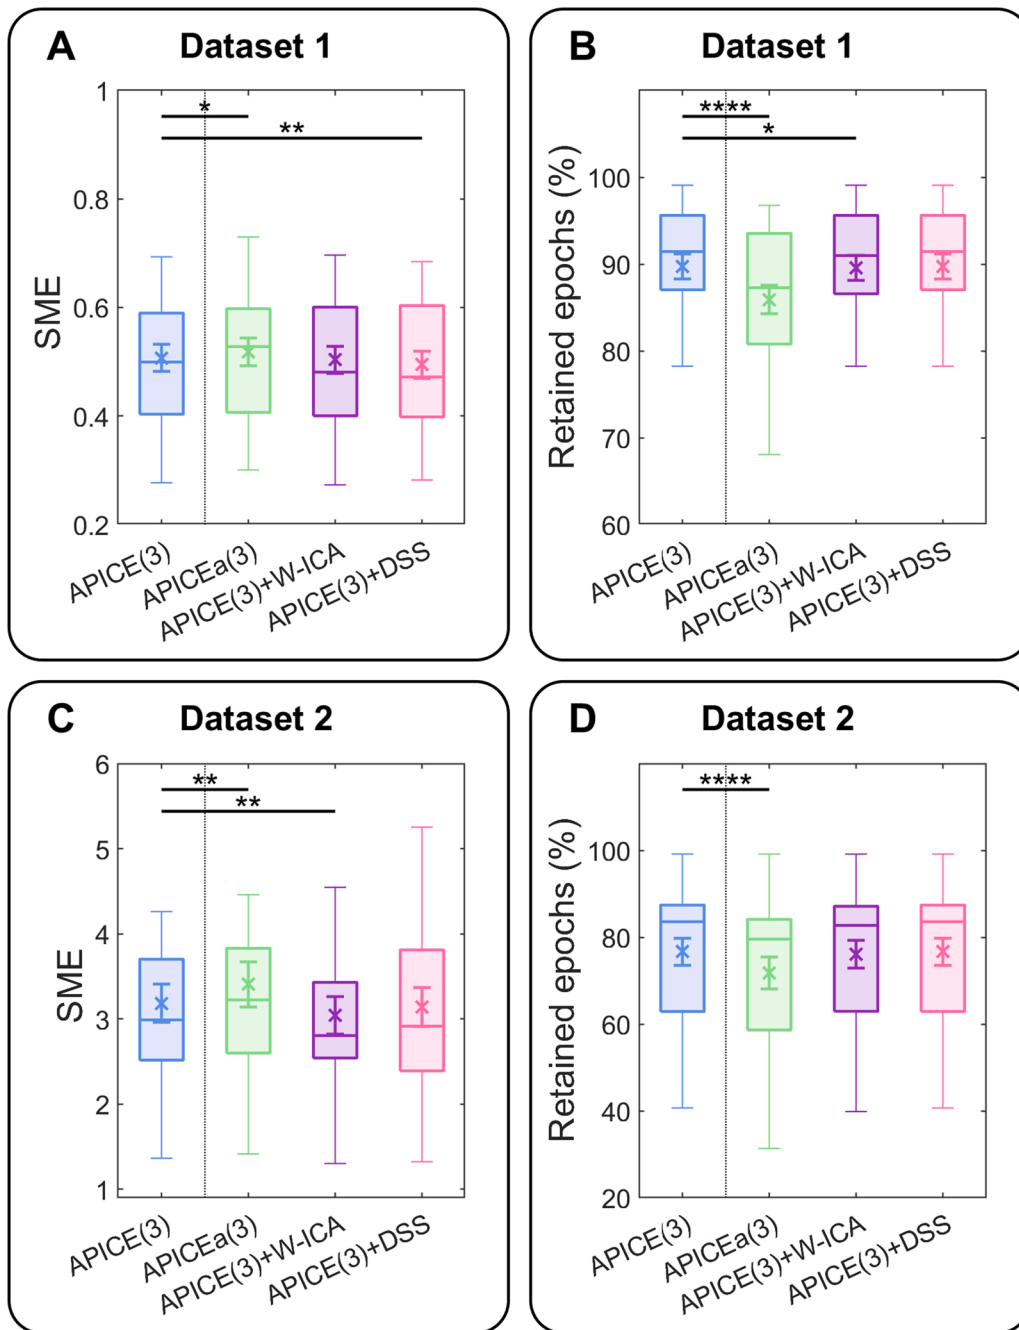 A Dataset 1
*
**
1
0.8
0.6
0.4
0.2
SME
APICE(3)
APICEa(3)
APICE(3)+W-ICA
APICE(3)+DSS
B Dataset 1
****
*
100
90
80
70
60
Retained epochs (%)
APICE(3)
APICEa(3)
APICE(3)+W-ICA
APICE(3)+DSS
C Dataset 2
**
**
6
5
4
3
2
1
SME
APICE(3)
APICEa(3)
APICE(3)+W-ICA
APICE(3)+DSS
D Dataset 2
****
100
80
60
40
20
Retained epochs (%)
APICE(3)
APICEa(3)
APICE(3)+W-ICA
APICE(3)+DSS